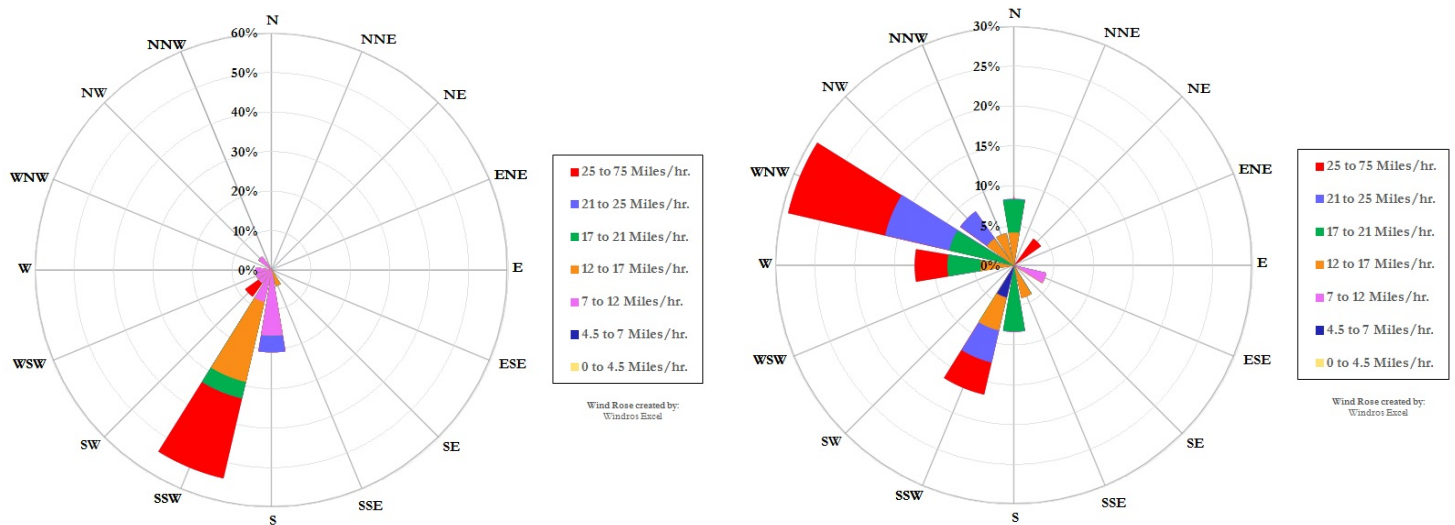 N
NNE
NE
ENE
E
ESE
SE
SSE
S
SSW
SW
WSW
W
WNW
NW
NNW
60%
50%
40%
30%
20%
10%
0%
25 to 75 Miles/hr.
21 to 25 Miles/hr.
17 to 21 Miles/hr.
12 to 17 Miles/hr.
7 to 12 Miles/hr.
4.5 to 7 Miles/hr.
0 to 4.5 Miles/hr.
Wind Rose created by:
Windros Excel
N
NNE
NE
ENE
E
ESE
SE
SSE
S
SSW
SW
WSW
W
WNW
NW
NNW
30%
25%
20%
15%
10%
5%
0%
25 to 75 Miles/hr.
21 to 25 Miles/hr.
17 to 21 Miles/hr.
12 to 17 Miles/hr.
7 to 12 Miles/hr.
4.5 to 7 Miles/hr.
0 to 4.5 Miles/hr.
Wind Rose created by:
Windros Excel